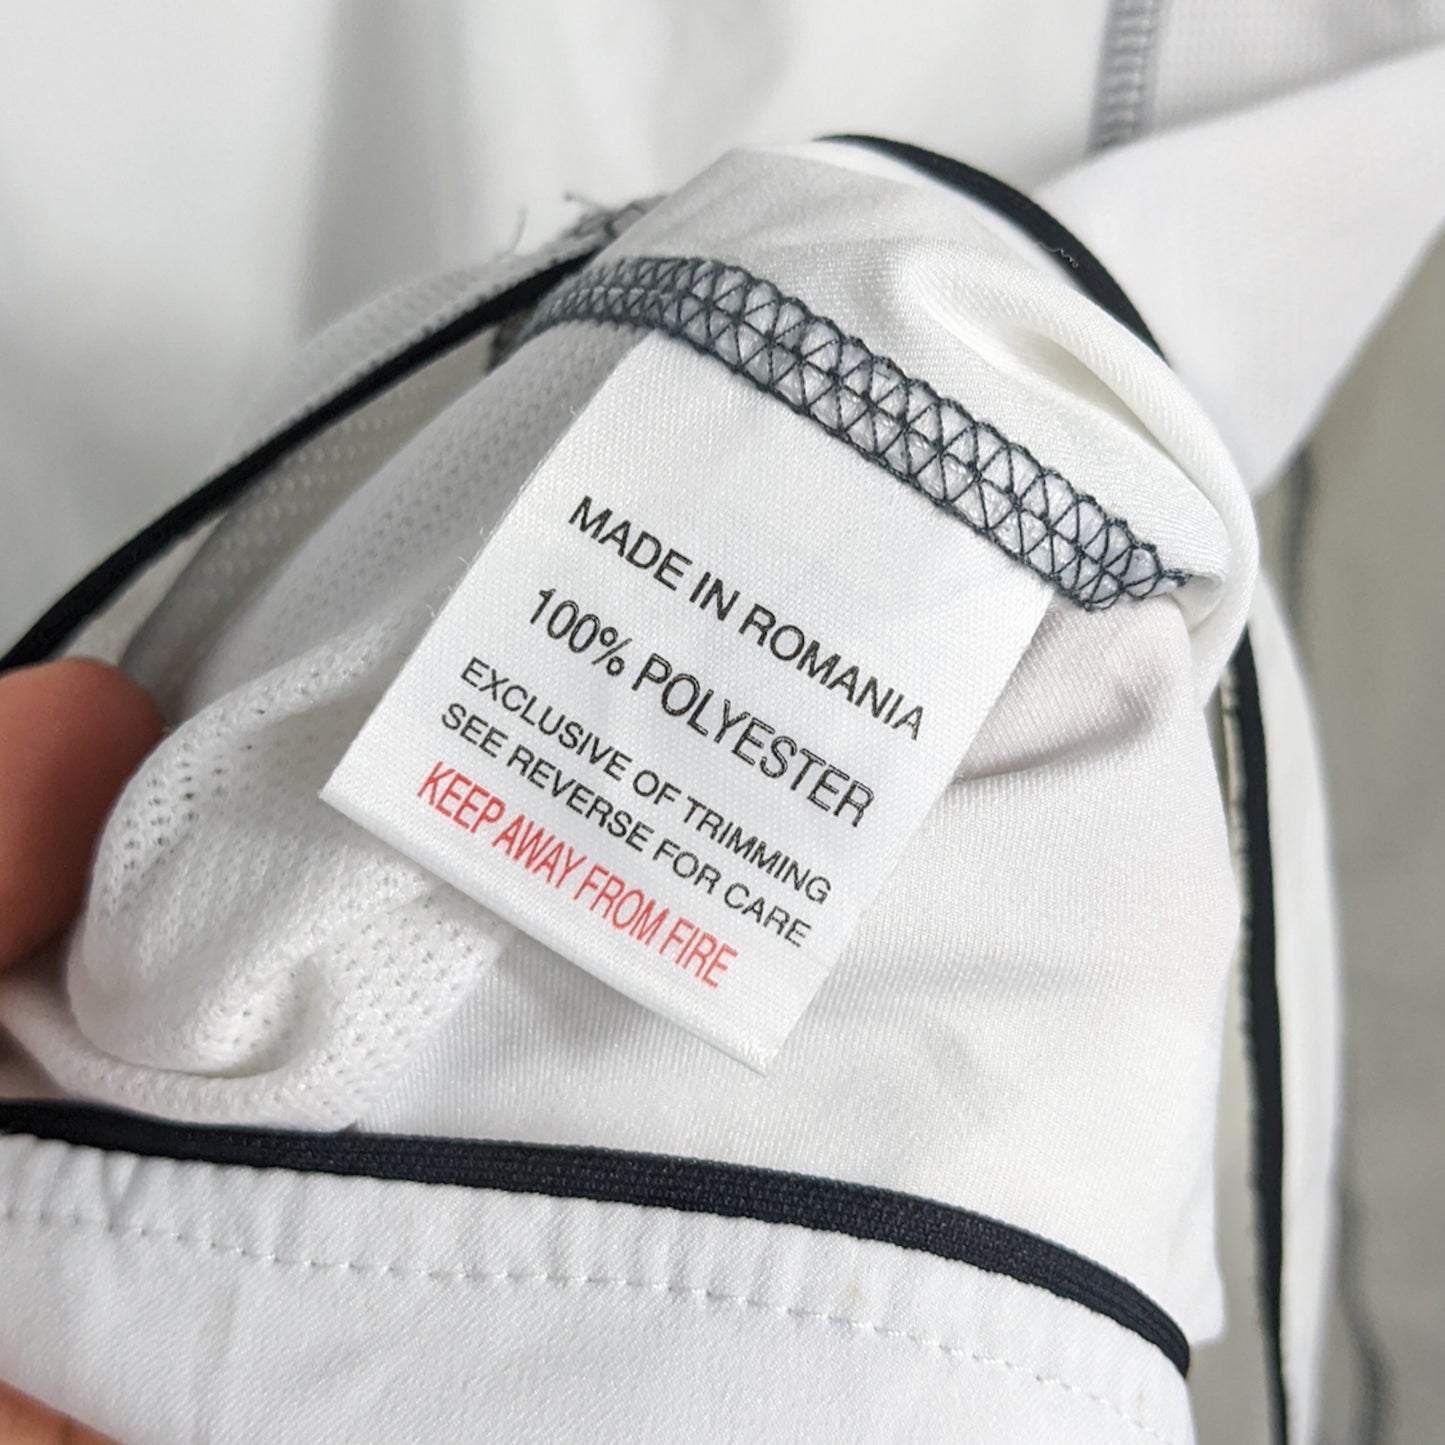 MADE IN ROMANIA
100% POLYESTER
EXCLUSIVE OF TRIMMING
SEE REVERSE FOR CARE
KEEP AWAY FROM FIRE